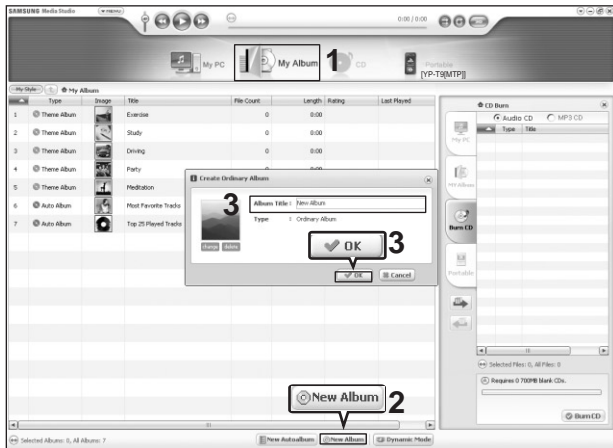 SAMSUNG Media Studio MENU 0:00 / 0:00
My PC My Album 1 CD Portable
[YP-T9[MTP]]
My Style My Album
Type Image Title File Count Length Rating Last Played
1 Theme Album Exercise 0 0:00
2 Theme Album Study 0 0:00
3 Theme Album Driving 0 0:00
4 Theme Album Party 0 0:00
5 Theme Album Meditation
6 Auto Album Most Favorite Tracks
7 Auto Album Top 25 Played Tracks
Create Ordinary Album
3 Album Title : New Album
Type : Ordinary Album
change delete
OK 3
OK Cancel
CD Burn
Audio CD MP3 CD
Type Title
My PC
MY Album
Burn CD
Portable
Selected Files: 0, All Files: 0
Requires 0 700MB blank CDs.
Burn CD
New Album 2
Selected Albums: 0, All Albums: 7 New Autoalbum New Album Dynamic Mode